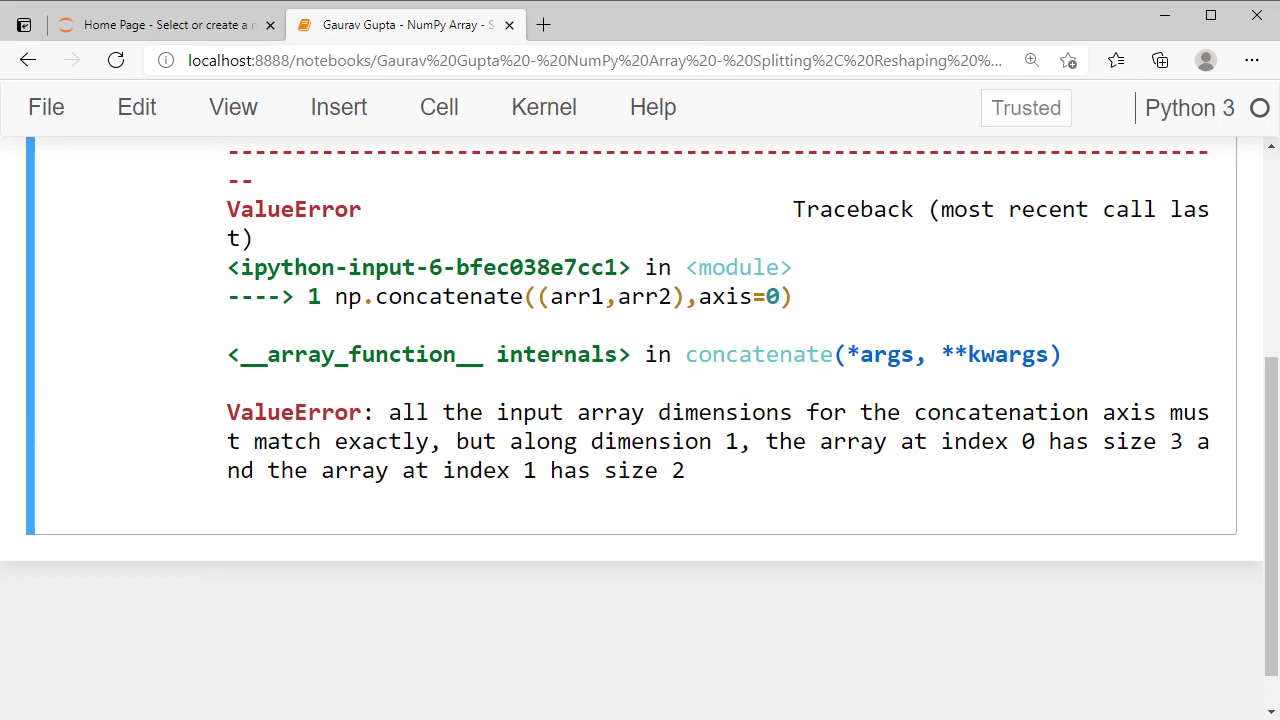 Home Page - Select or create a n
Gaurav Gupta - NumPy Array - S
localhost:8888/notebooks/Gaurav%20Gupta%20-%20NumPy%20Array%20-%20Splitting%2C%20Reshaping%20%...
File Edit View Insert Cell Kernel Help Trusted Python 3
---------------------------------------------------------------------------
--
ValueError Traceback (most recent call las
t)
<ipython-input-6-bfec038e7cc1> in <module>
----> 1 np.concatenate((arr1,arr2),axis=0)
<__array_function__ internals> in concatenate(*args, **kwargs)
ValueError: all the input array dimensions for the concatenation axis mus
t match exactly, but along dimension 1, the array at index 0 has size 3 a
nd the array at index 1 has size 2